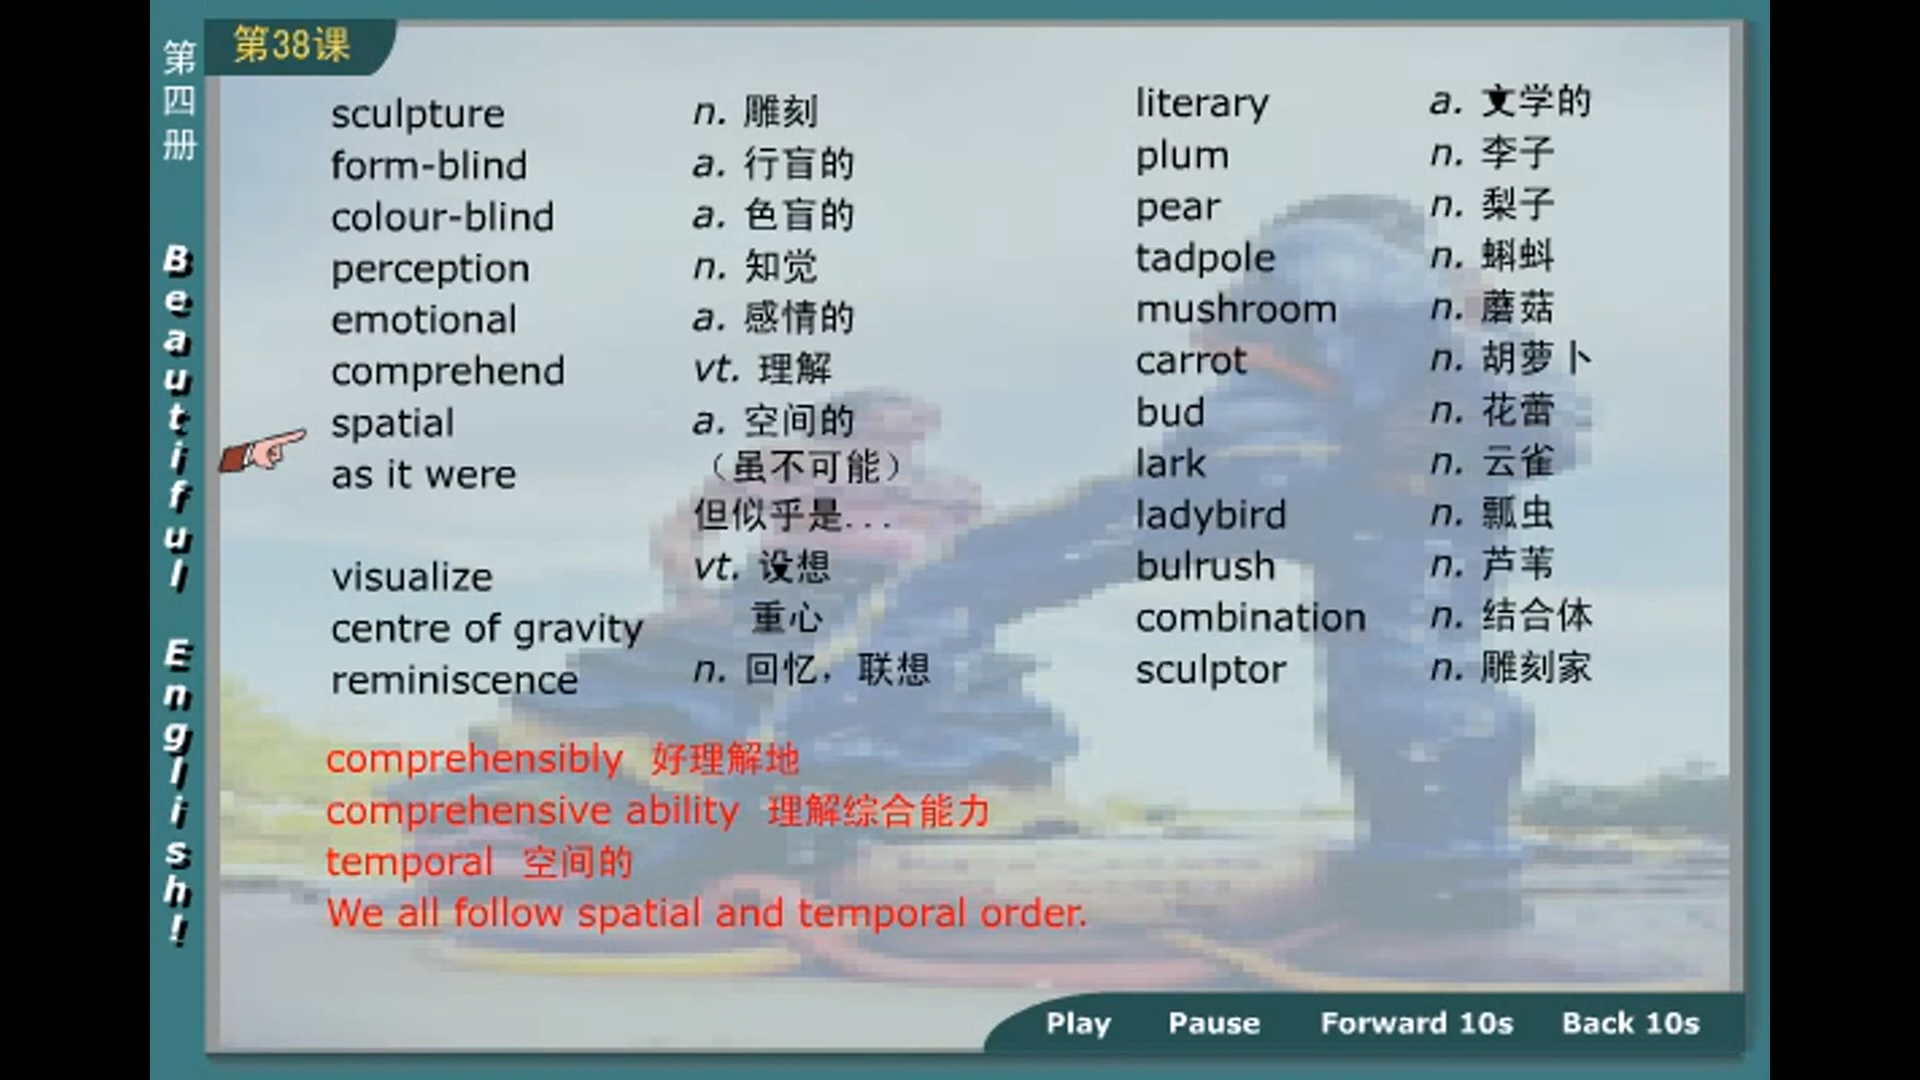 第38课
第四册
Beautiful English!
sculpture n. 雕刻
form-blind a. 行盲的
colour-blind a. 色盲的
perception n. 知觉
emotional a. 感情的
comprehend vt. 理解
spatial a. 空间的
as it were （虽不可能）
但似乎是...
visualize vt. 设想
centre of gravity 重心
reminiscence n. 回忆，联想
literary a. 文学的
plum n. 李子
pear n. 梨子
tadpole n. 蝌蚪
mushroom n. 蘑菇
carrot n. 胡萝卜
bud n. 花蕾
lark n. 云雀
ladybird n. 瓢虫
bulrush n. 芦苇
combination n. 结合体
sculptor n. 雕刻家
comprehensibly 好理解地
comprehensive ability 理解综合能力
temporal 空间的
We all follow spatial and temporal order.
Play Pause Forward 10s Back 10s